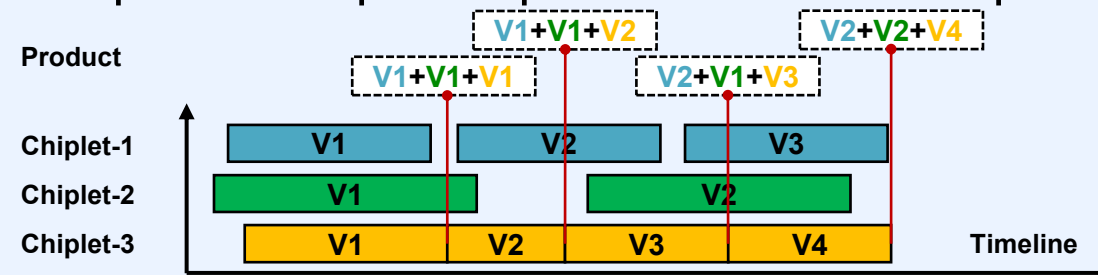 V1+V1+V2
V2+V2+V4
Product
V1+V1+V1
V2+V1+V3
Chiplet-1
V1
V2
V3
Chiplet-2
V1
V2
Chiplet-3
V1
V2
V3
V4
Timeline